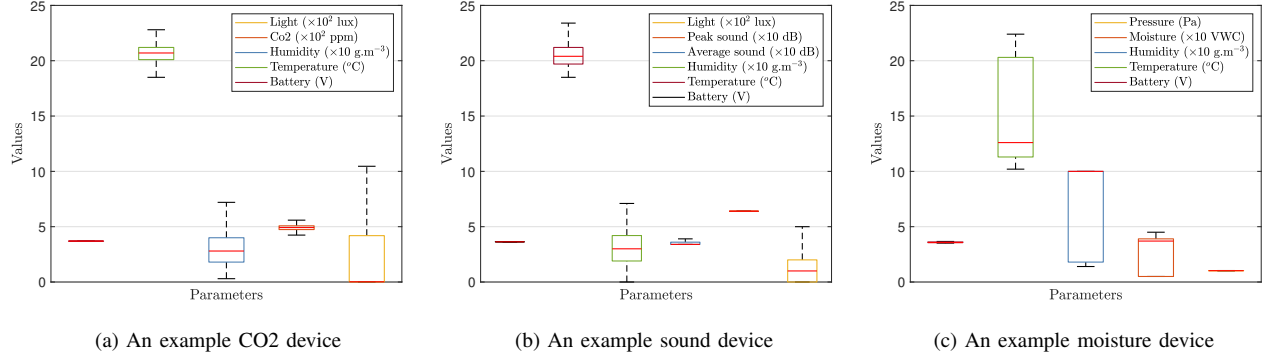 Values
25
20
15
10
5
0
Light (×10² lux)
Co2 (×10² ppm)
Humidity (×10 g.m⁻³)
Temperature (°C)
Battery (V)
Parameters
(a) An example CO2 device
Values
25
20
15
10
5
0
Light (×10² lux)
Peak sound (×10 dB)
Average sound (×10 dB)
Humidity (×10 g.m⁻³)
Temperature (°C)
Battery (V)
Parameters
(b) An example sound device
Values
25
20
15
10
5
0
Pressure (Pa)
Moisture (×10 VWC)
Humidity (×10 g.m⁻³)
Temperature (°C)
Battery (V)
Parameters
(c) An example moisture device